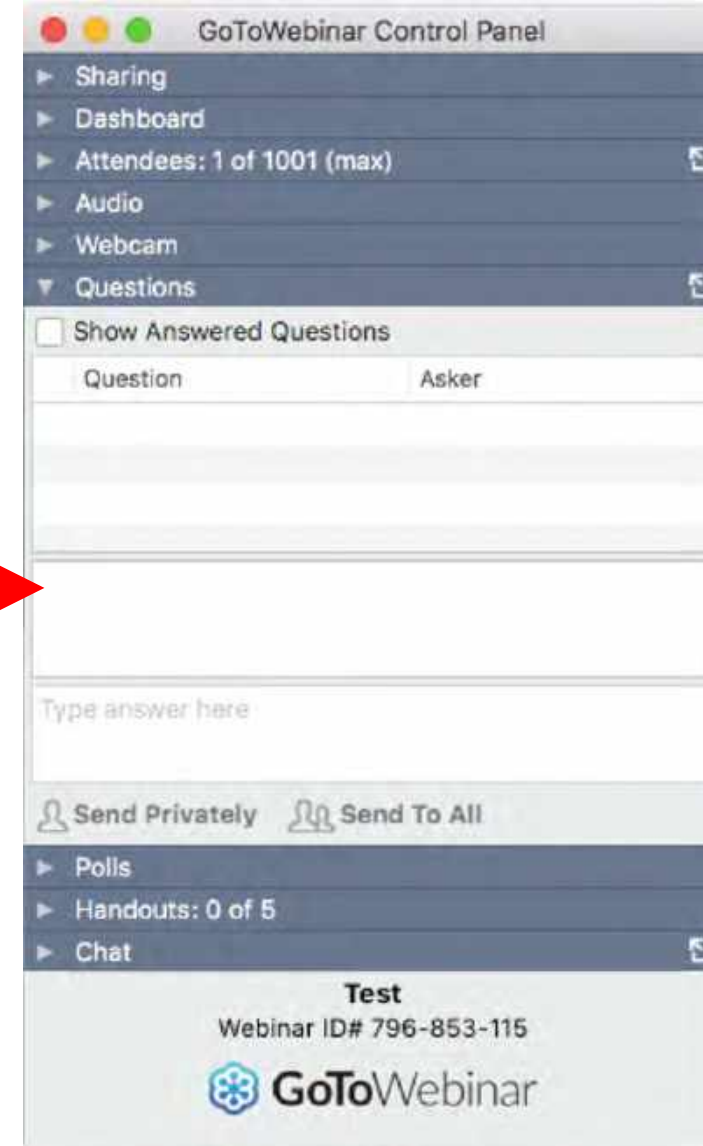 GoToWebinar Control Panel
Sharing
Dashboard
Attendees: 1 of 1001 (max)
Audio
Webcam
Questions
Show Answered Questions
Question Asker
Type answer here
Send Privately Send To All
Polls
Handouts: 0 of 5
Chat
Test
Webinar ID# 796-853-115
GoToWebinar